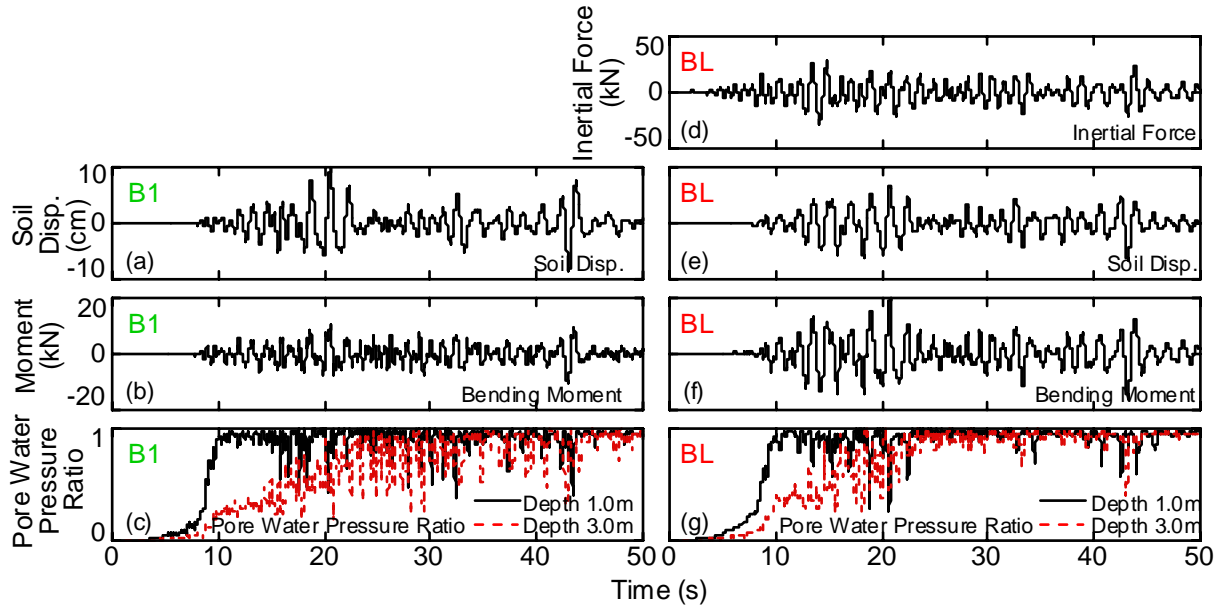 Inertial Force
(kN)
50
0
-50
BL
(d)
Inertial Force
Soil
Disp.
(cm)
10
0
-10
B1
(a)
Soil Disp.
BL
(e)
Soil Disp.
Moment
(kN)
20
0
-20
B1
(b)
Bending Moment
BL
(f)
Bending Moment
Pore Water
Pressure
Ratio
1
0
B1
(c)
Pore Water Pressure Ratio
Depth 1.0m
Depth 3.0m
BL
(g)
Pore Water Pressure Ratio
Depth 1.0m
Depth 3.0m
0 10 20 30 40 50
0 10 20 30 40 50
Time (s)